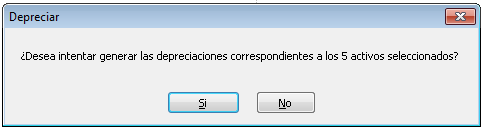 Depreciar
¿Desea intentar generar las depreciaciones correspondientes a los 5 activos seleccionados?
Si
No